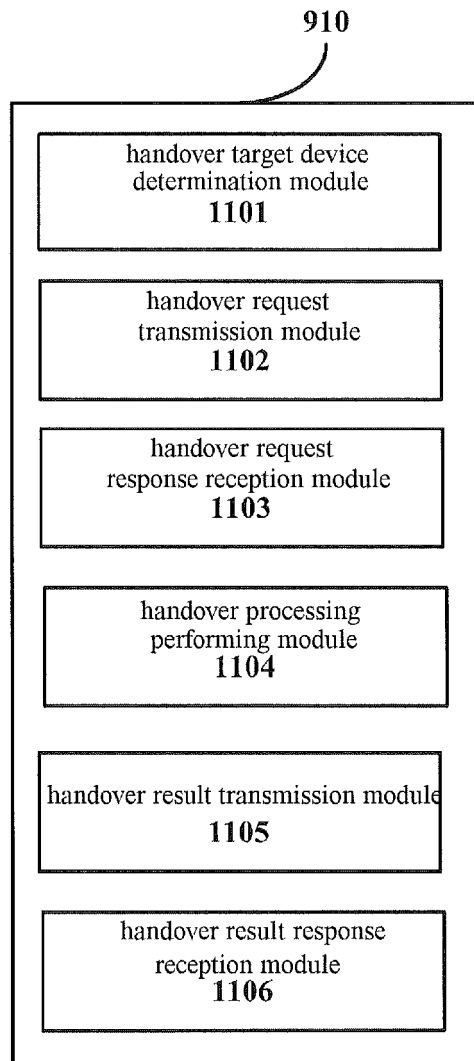 910
handover target device
determination module
1101
handover request
transmission module
1102
handover request
response reception module
1103
handover processing
performing module
1104
handover result transmission module
1105
handover result response
reception module
1106